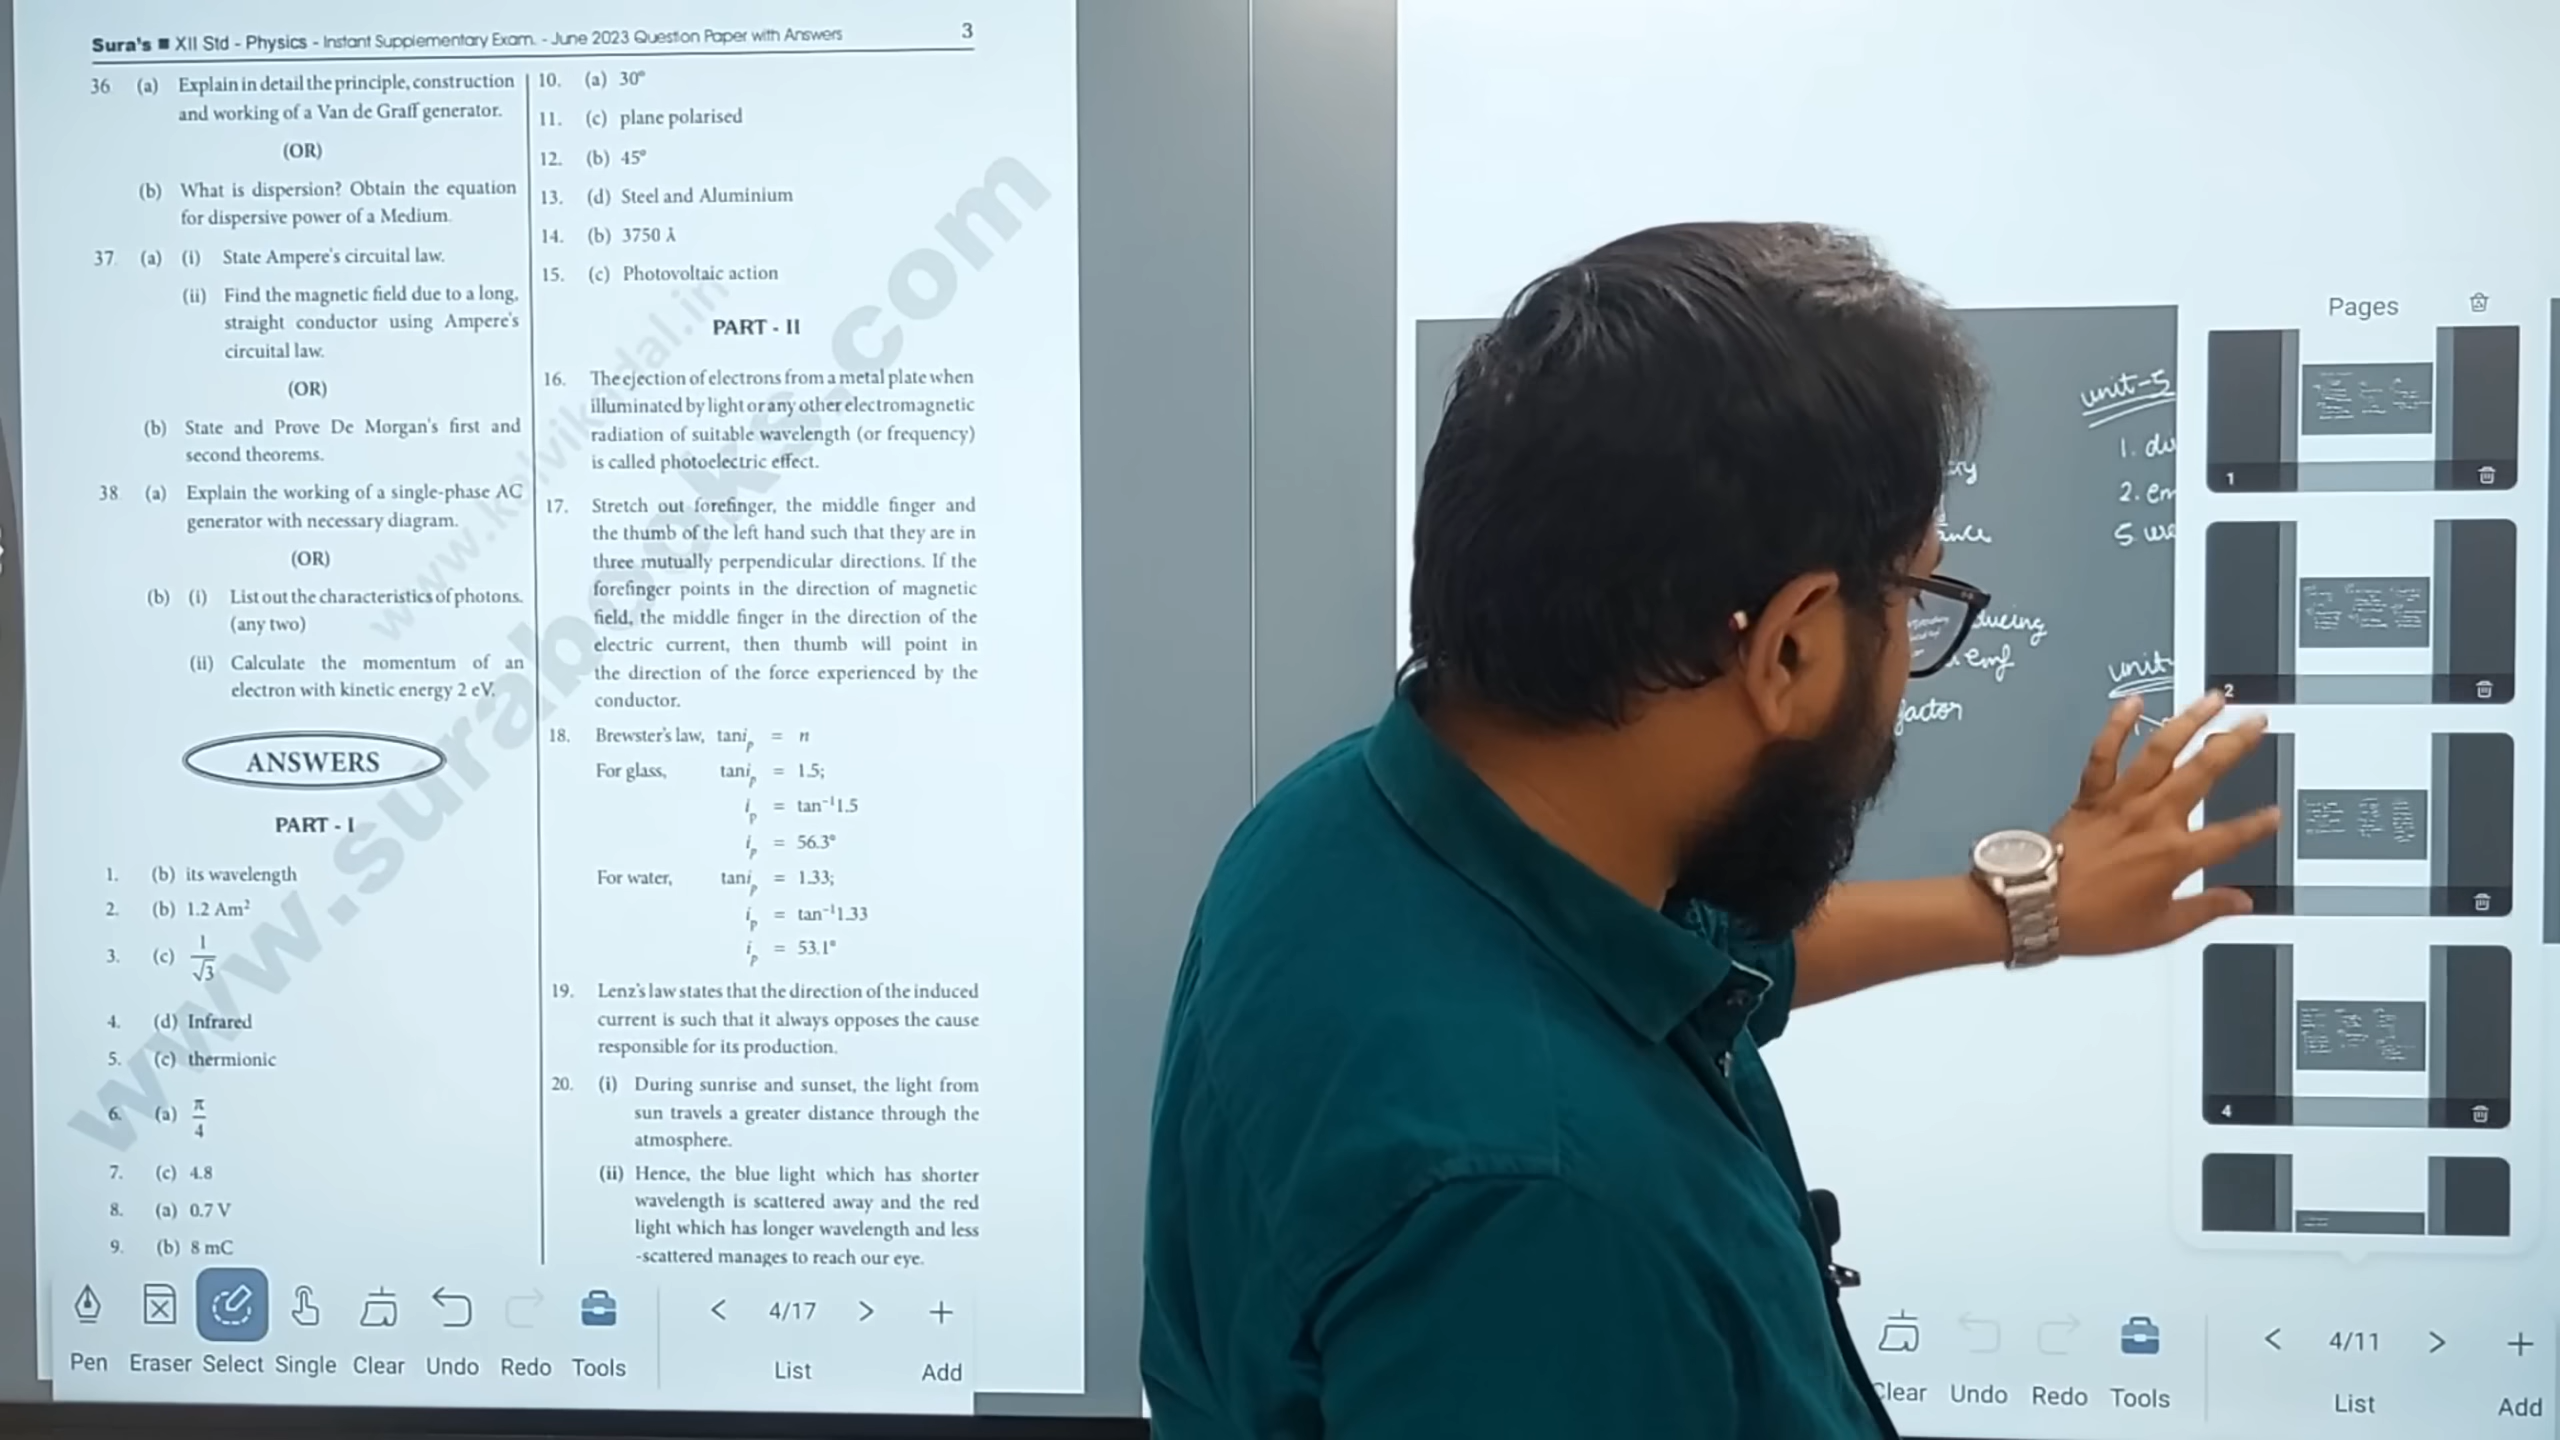 Sura's ■ XII Std - Physics - Instant Supplementary Exam. - June 2023 Question Paper with Answers
3
36. (a) Explain in detail the principle, construction
and working of a Van de Graff generator.
(OR)
(b) What is dispersion? Obtain the equation
for dispersive power of a Medium.
37. (a) (i) State Ampere's circuital law.
(ii) Find the magnetic field due to a long,
straight conductor using Ampere's
circuital law.
(OR)
(b) State and Prove De Morgan's first and
second theorems.
38. (a) Explain the working of a single-phase AC
generator with necessary diagram.
(OR)
(b) (i) List out the characteristics of photons.
(any two)
(ii) Calculate the momentum of an
electron with kinetic energy 2 eV.
ANSWERS
PART - I
1. (b) its wavelength
2. (b) 1.2 Am²
3. (c) 1/√3
4. (d) Infrared
5. (c) thermionic
6. (a) π/4
7. (c) 4.8
8. (a) 0.7 V
9. (b) 8 mC
10. (a) 30°
11. (c) plane polarised
12. (b) 45°
13. (d) Steel and Aluminium
14. (b) 3750 Å
15. (c) Photovoltaic action
PART - II
16. The ejection of electrons from a metal plate when
illuminated by light or any other electromagnetic
radiation of suitable wavelength (or frequency)
is called photoelectric effect.
17. Stretch out forefinger, the middle finger and
the thumb of the left hand such that they are in
three mutually perpendicular directions. If the
forefinger points in the direction of magnetic
field, the middle finger in the direction of the
electric current, then thumb will point in
the direction of the force experienced by the
conductor.
18. Brewster's law, tan iₚ = n
For glass, tan iₚ = 1.5;
iₚ = tan⁻¹1.5
iₚ = 56.3°
For water, tan iₚ = 1.33;
iₚ = tan⁻¹1.33
iₚ = 53.1°
19. Lenz's law states that the direction of the induced
current is such that it always opposes the cause
responsible for its production.
20. (i) During sunrise and sunset, the light from
sun travels a greater distance through the
atmosphere.
(ii) Hence, the blue light which has shorter
wavelength is scattered away and the red
light which has longer wavelength and less
-scattered manages to reach our eye.
www.surabooks.com
www.kalvikadal.in
Pen Eraser Select Single Clear Undo Redo Tools
< 4/17 > +
List Add
unit-5
1. du
2. em
5.
ducing
emf
factor
unit
Pages
1
2
4
Clear Undo Redo Tools
< 4/11 > +
List Add